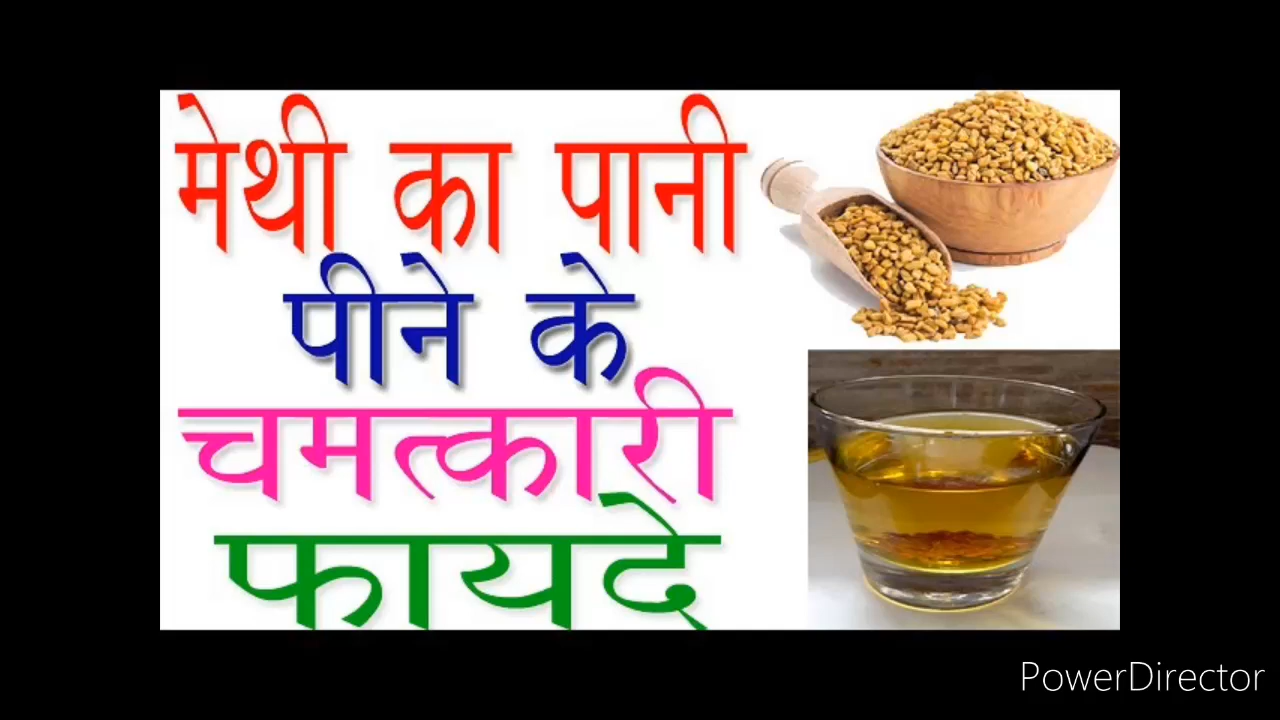 मेथी का पानी
पीने के
चमत्कारी
फायदे
PowerDirector